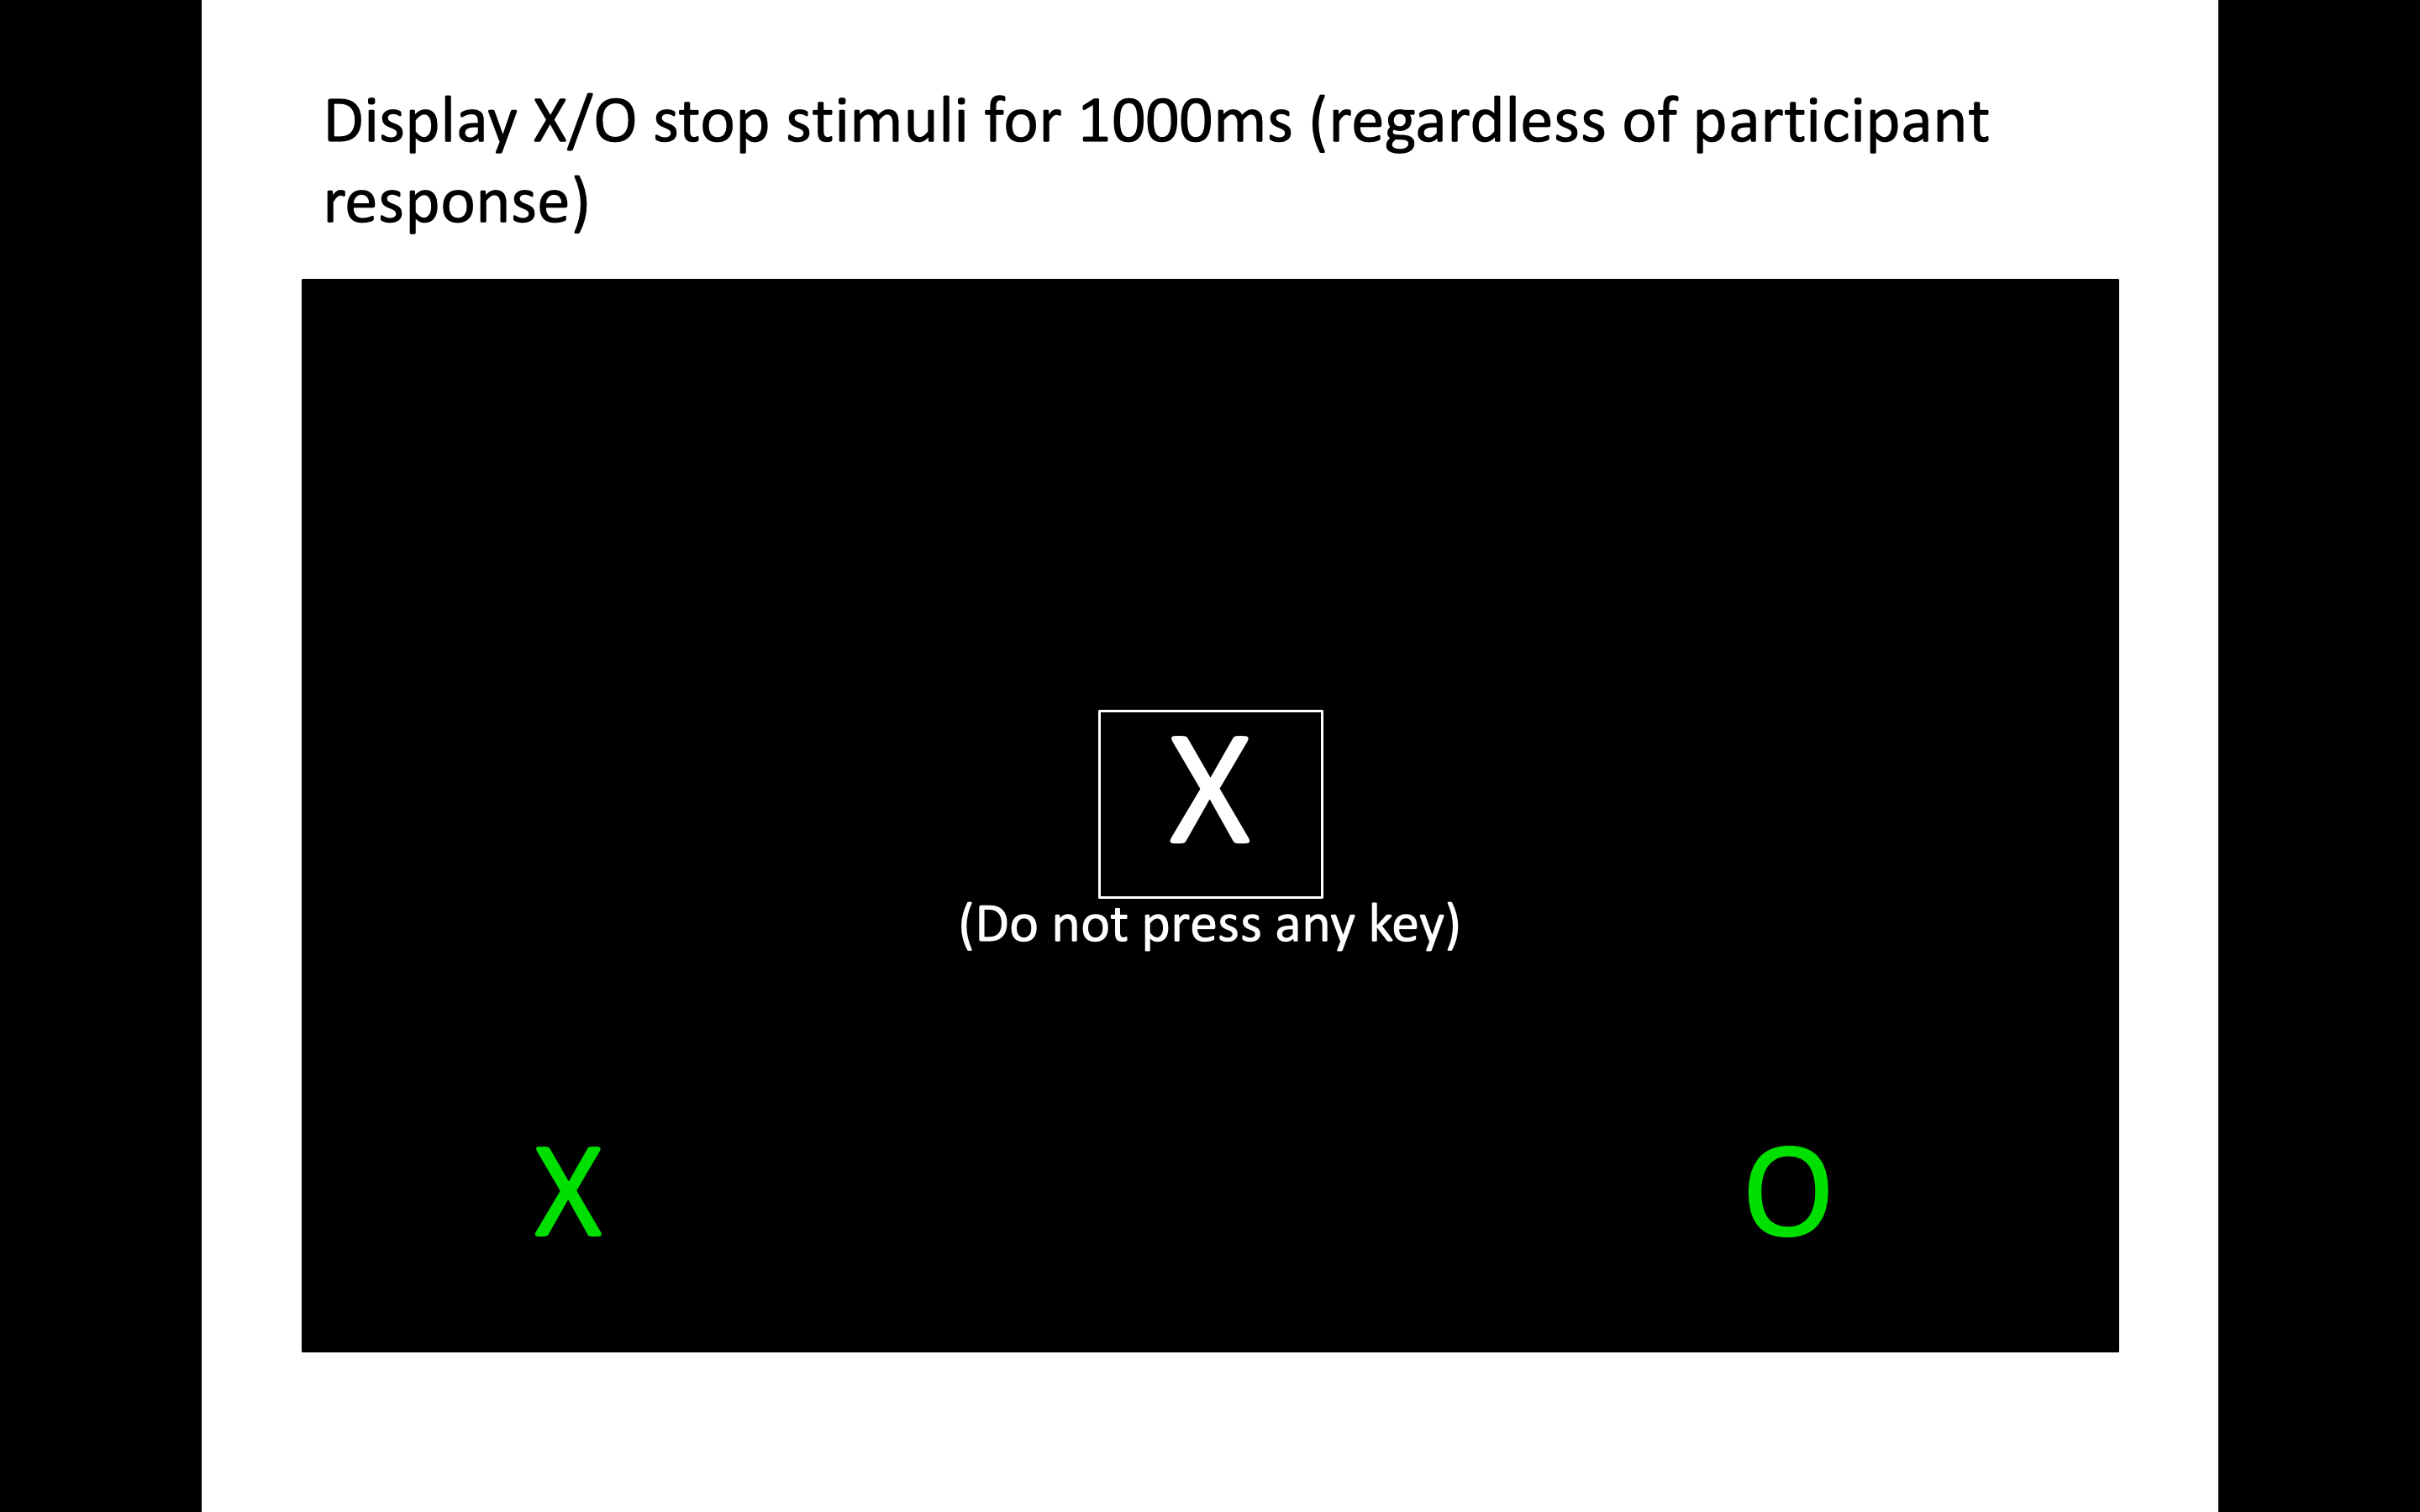 Display X/O stop stimuli for 1000ms (regardless of participant
response)
X
(Do not press any key)
X O